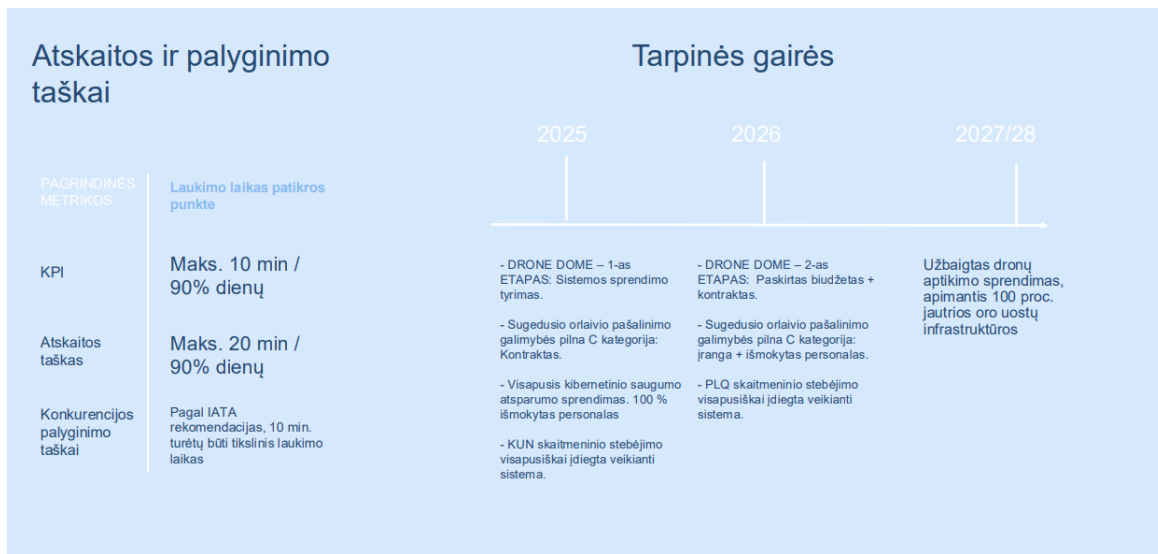 Atskaitos ir palyginimo
taškai
PAGRINDINĖS
METRIKOS
Laukimo laikas patikros
punkte
KPI
Maks. 10 min /
90% dienų
Atskaitos
taškas
Maks. 20 min /
90% dienų
Konkurencijos
palyginimo
taškai
Pagal IATA
rekomendacijas, 10 min.
turėtų būti tikslinis laukimo
laikas
Tarpinės gairės
2025
2026
2027/28
- DRONE DOME – 1-as
ETAPAS: Sistemos sprendimo
tyrimas.
- Sugedusio orlaivio pašalinimo
galimybės pilna C kategorija:
Kontraktas.
- Visapusis kibernetinio saugumo
atsparumo sprendimas. 100 %
išmokytas personalas
- KUN skaitmeninio stebėjimo
visapusiškai įdiegta veikianti
sistema.
- DRONE DOME – 2-as
ETAPAS: Paskirtas biudžetas +
kontraktas.
- Sugedusio orlaivio pašalinimo
galimybės pilna C kategorija:
įranga + išmokytas personalas.
- PLQ skaitmeninio stebėjimo
visapusiškai įdiegta veikianti
sistema.
Užbaigtas dronų
aptikimo sprendimas,
apimantis 100 proc.
jautrios oro uostų
infrastruktūros